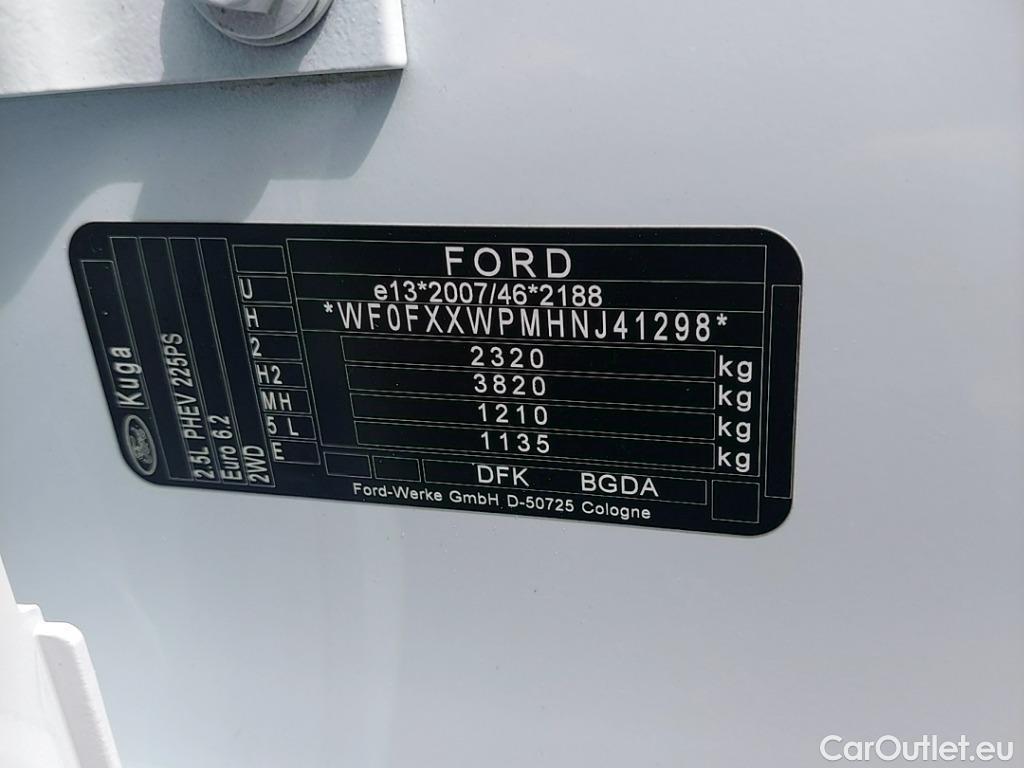 FORD
e13*2007/46*2188
*WF0FXXWPMHNJ41298*
2320 kg
3820 kg
1210 kg
1135 kg
DFK BGDA
Ford-Werke GmbH D-50725 Cologne
Ford
Kuga
2.5L PHEV 225PS
Euro 6.2
2WD
U
H
2
H2
MH
5 L
E
CarOutlet.eu